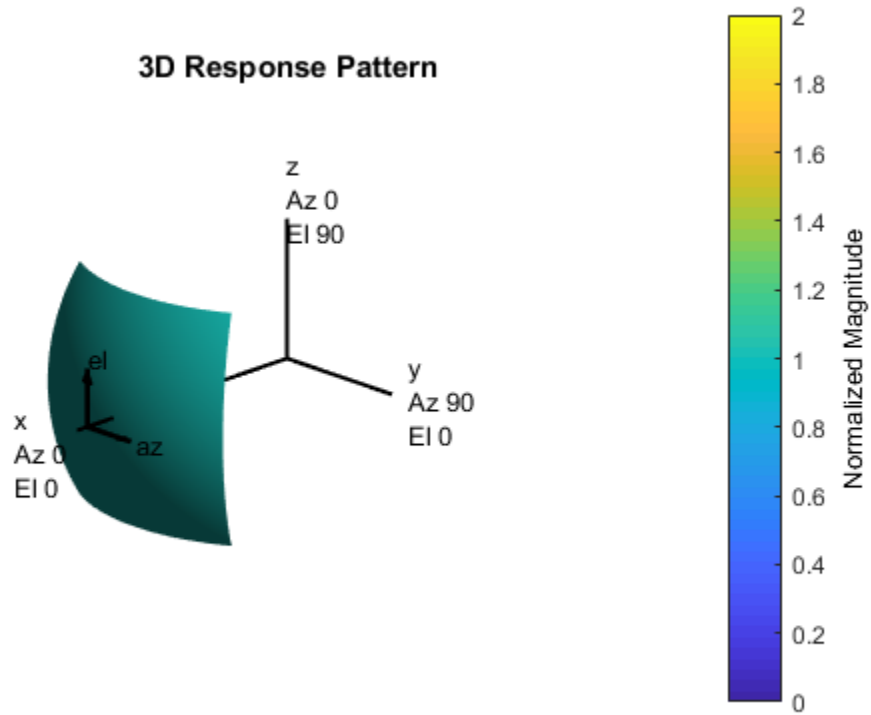 3D Response Pattern
z
Az 0
El 90
y
Az 90
El 0
el
az
x
Az 0
El 0
2
1.8
1.6
1.4
1.2
1
0.8
0.6
0.4
0.2
0
Normalized Magnitude